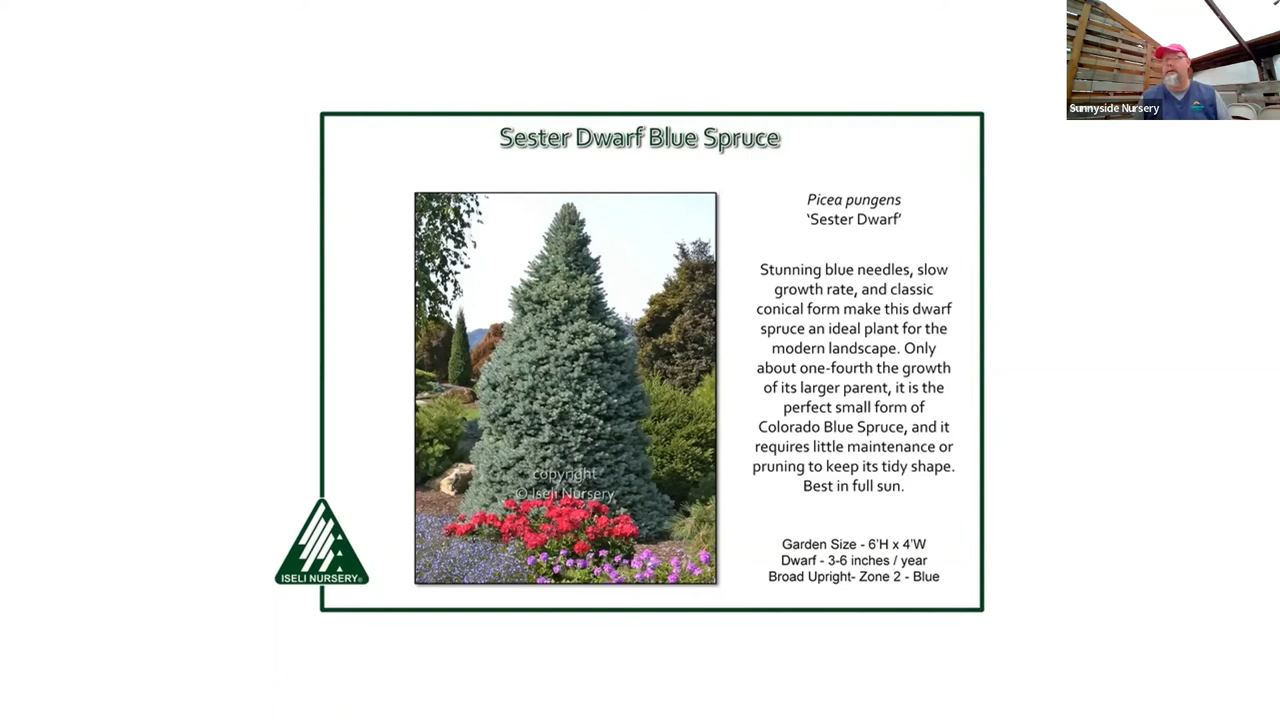 Sunnyside Nursery
Sester Dwarf Blue Spruce
Picea pungens
‘Sester Dwarf’
Stunning blue needles, slow
growth rate, and classic
conical form make this dwarf
spruce an ideal plant for the
modern landscape. Only
about one-fourth the growth
of its larger parent, it is the
perfect small form of
Colorado Blue Spruce, and it
requires little maintenance or
pruning to keep its tidy shape.
Best in full sun.
copyright
© Iseli Nursery
Garden Size - 6'H x 4'W
Dwarf - 3-6 inches / year
Broad Upright- Zone 2 - Blue
ISELI NURSERY®